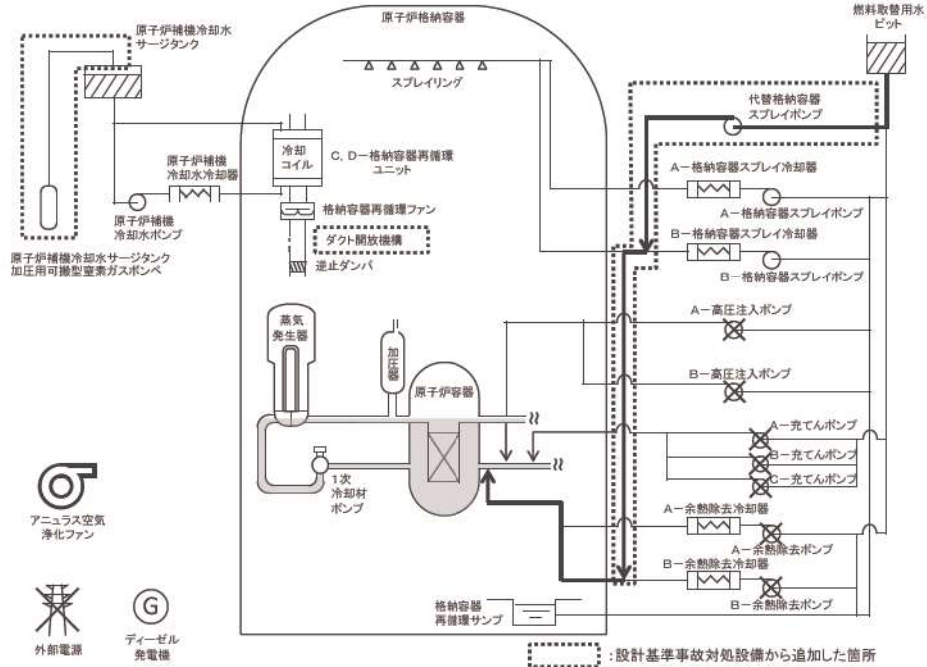 原子炉格納容器
燃料取替用水
ピット
原子炉補機冷却水
サージタンク
スプレイリング
代替格納容器
スプレイポンプ
冷却
コイル
C, D-格納容器再循環
ユニット
原子炉補機
冷却水冷却器
A-格納容器スプレイ冷却器
A-格納容器スプレイポンプ
格納容器再循環ファン
原子炉補機
冷却水ポンプ
ダクト開放機構
B-格納容器スプレイ冷却器
原子炉補機冷却水サージタンク
加圧用可搬型窒素ガスボンベ
逆止ダンパ
B-格納容器スプレイポンプ
A-高圧注入ポンプ
蒸気
発生器
加圧器
B-高圧注入ポンプ
原子炉容器
A-充てんポンプ
B-充てんポンプ
C-充てんポンプ
1次
冷却材
ポンプ
A-余熱除去冷却器
アニュラス空気
浄化ファン
A-余熱除去ポンプ
B-余熱除去冷却器
G
格納容器
再循環サンプ
B-余熱除去ポンプ
外部電源
ディーゼル
発電機
:設計基準事故対処設備から追加した箇所